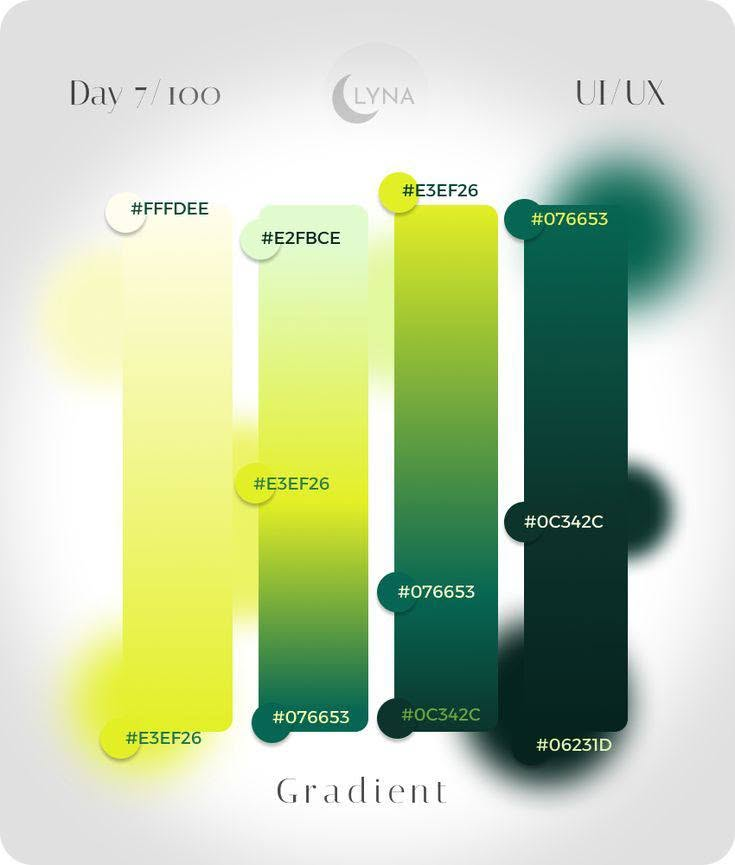 Day 7/100
LYNA
UI/UX
#FFFDEE
#E2FBCE
#E3EF26
#076653
#E3EF26
#0C342C
#076653
#E3EF26
#076653
#0C342C
#06231D
Gradient